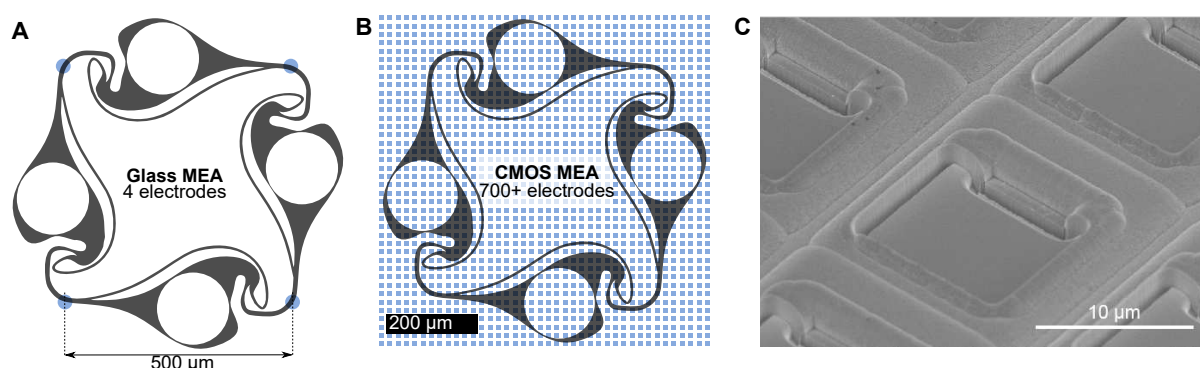 A
Glass MEA
4 electrodes
500 µm
B
CMOS MEA
700+ electrodes
200 µm
C
10 µm